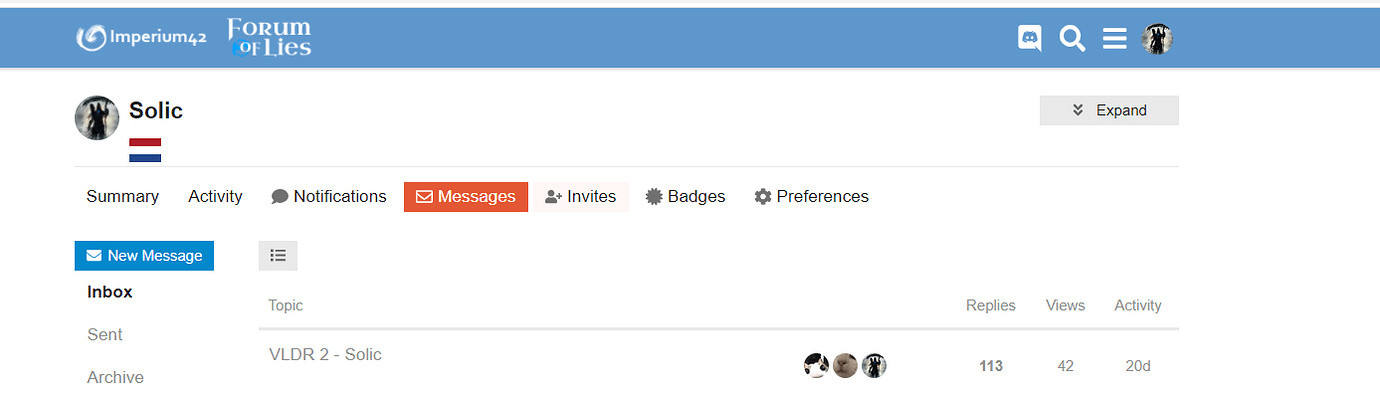 Imperium42 Forum of Lies
Solic
Expand
Summary Activity Notifications Messages Invites Badges Preferences
New Message
Inbox
Topic Replies Views Activity
Sent
VLDR 2 - Solic 113 42 20d
Archive